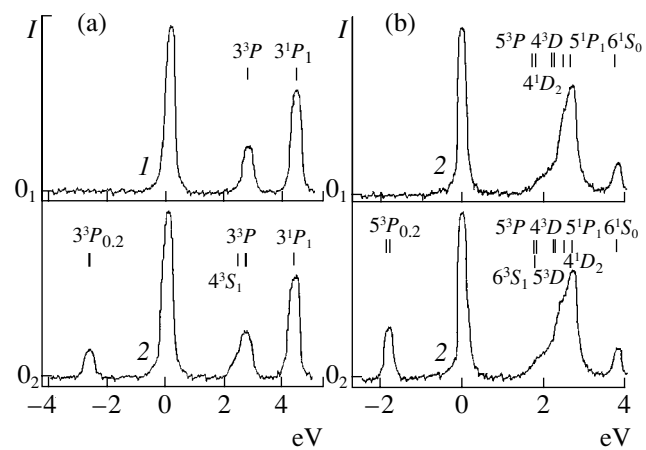 I (a) I (b)
3³P 3¹P₁ 5³P 4³D 5¹P₁ 6¹S₀
4¹D₂
1 2
0₁ 0₁
3³P₀.₂ 3³P 3¹P₁ 5³P₀.₂ 5³P 4³D 5¹P₁ 6¹S₀
4³S₁ 6³S₁ 5³D 4¹D₂
2 2
0₂ 0₂
−4 −2 0 2 4 −2 0 2 4
eV eV